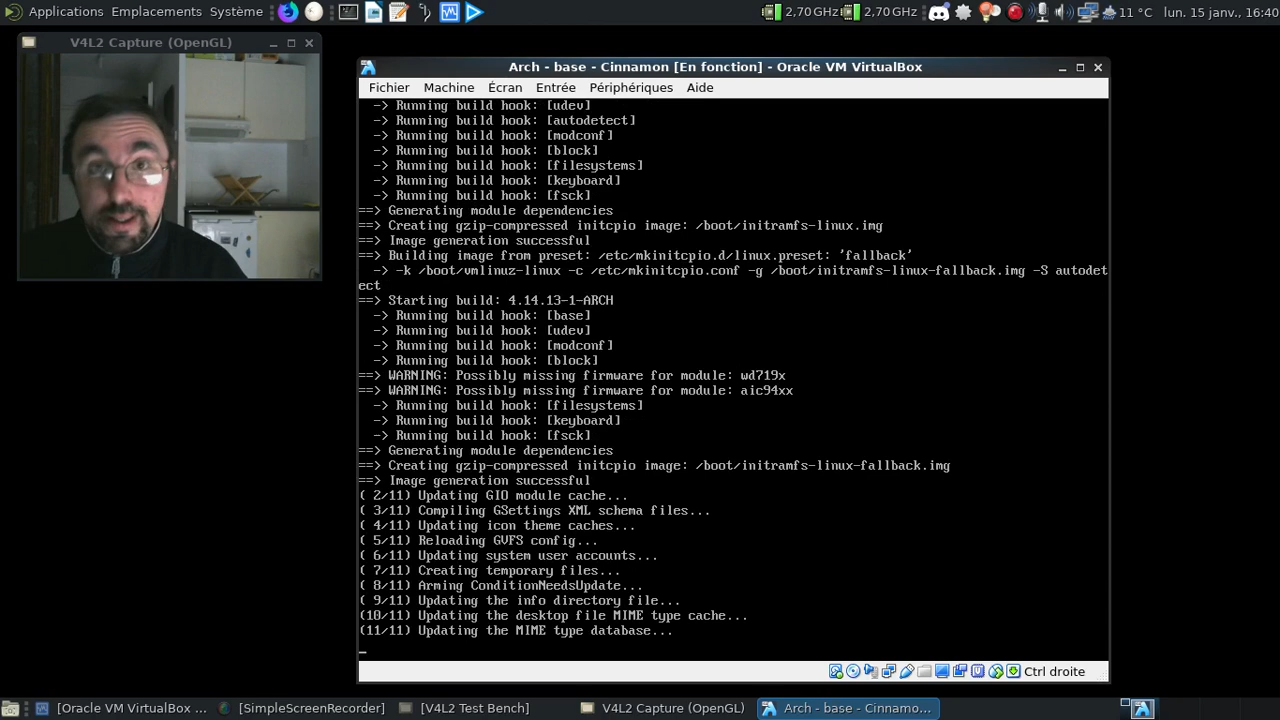 Applications Emplacements Système
2,70 GHz 2,70 GHz 11 °C lun. 15 janv., 16:40
V4L2 Capture (OpenGL)
Arch - base - Cinnamon [En fonction] - Oracle VM VirtualBox
Fichier Machine Écran Entrée Périphériques Aide
-> Running build hook: [udev]
-> Running build hook: [autodetect]
-> Running build hook: [modconf]
-> Running build hook: [block]
-> Running build hook: [filesystems]
-> Running build hook: [keyboard]
-> Running build hook: [fsck]
==> Generating module dependencies
==> Creating gzip-compressed initcpio image: /boot/initramfs-linux.img
==> Image generation successful
==> Building image from preset: /etc/mkinitcpio.d/linux.preset: 'fallback'
-> -k /boot/vmlinuz-linux -c /etc/mkinitcpio.conf -g /boot/initramfs-linux-fallback.img -S autodet
ect
==> Starting build: 4.14.13-1-ARCH
-> Running build hook: [base]
-> Running build hook: [udev]
-> Running build hook: [modconf]
-> Running build hook: [block]
==> WARNING: Possibly missing firmware for module: wd719x
==> WARNING: Possibly missing firmware for module: aic94xx
-> Running build hook: [filesystems]
-> Running build hook: [keyboard]
-> Running build hook: [fsck]
==> Generating module dependencies
==> Creating gzip-compressed initcpio image: /boot/initramfs-linux-fallback.img
==> Image generation successful
( 2/11) Updating GIO module cache...
( 3/11) Compiling GSettings XML schema files...
( 4/11) Updating icon theme caches...
( 5/11) Reloading GVFS config...
( 6/11) Updating system user accounts...
( 7/11) Creating temporary files...
( 8/11) Arming ConditionNeedsUpdate...
( 9/11) Updating the info directory file...
(10/11) Updating the desktop file MIME type cache...
(11/11) Updating the MIME type database...
Ctrl droite
[Oracle VM VirtualBox ... [SimpleScreenRecorder] [V4L2 Test Bench] V4L2 Capture (OpenGL) Arch - base - Cinnamo...